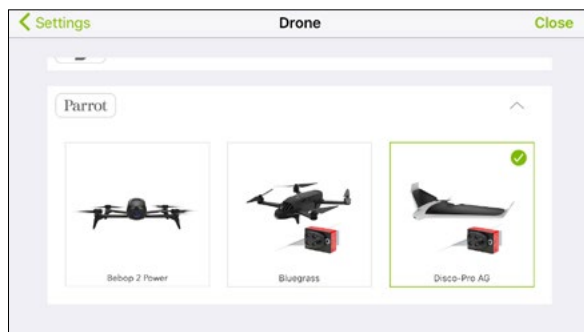 Settings
Drone
Close
Parrot
Bebop 2 Power
Bluegrass
Disco-Pro AG